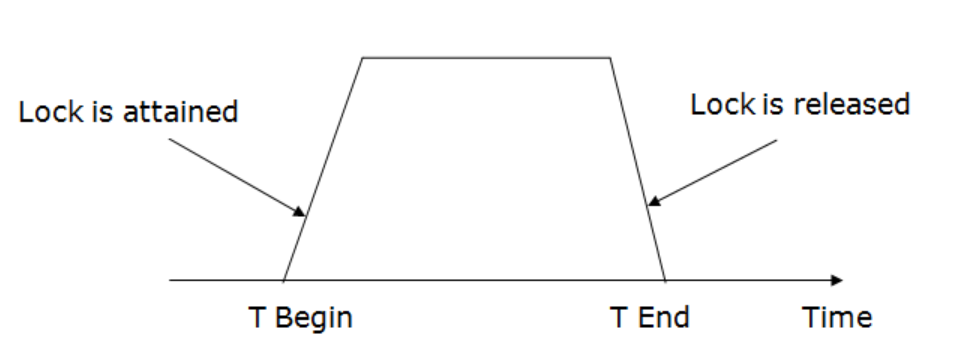 Lock is attained
Lock is released
T Begin
T End
Time